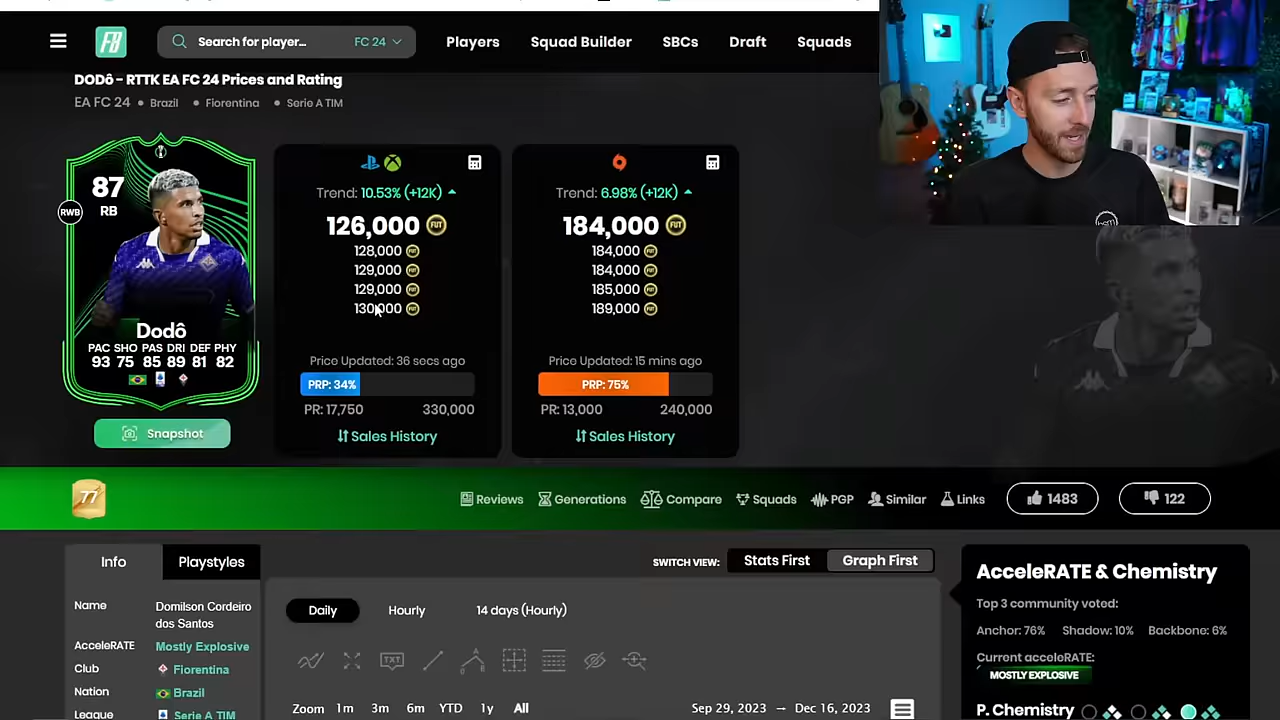 FB
Search for player...
FC 24
Players
Squad Builder
SBCs
Draft
Squads
DODô - RTTK EA FC 24 Prices and Rating
EA FC 24 • Brazil • Fiorentina • Serie A TIM
87
RB
RWB
Dodô
PAC SHO PAS DRI DEF PHY
93 75 85 89 81 82
Snapshot
Trend: 10.53% (+12K)
126,000 FUT
128,000
129,000
129,000
130,000
Price Updated: 36 secs ago
PRP: 34%
PR: 17,750 330,000
Sales History
Trend: 6.98% (+12K)
184,000 FUT
184,000
184,000
185,000
189,000
Price Updated: 15 mins ago
PRP: 75%
PR: 13,000 240,000
Sales History
77
Reviews
Generations
Compare
Squads
PGP
Similar
Links
1483
122
Info
Playstyles
Name Domilson Cordeiro
dos Santos
AcceleRATE Mostly Explosive
Club Fiorentina
Nation Brazil
League Serie A TIM
SWITCH VIEW: Stats First Graph First
Daily Hourly 14 days (Hourly)
TXT
Zoom 1m 3m 6m YTD 1y All Sep 29, 2023 → Dec 16, 2023
AcceleRATE & Chemistry
Top 3 community voted:
Anchor: 76% Shadow: 10% Backbone: 6%
Current acceleRATE:
MOSTLY EXPLOSIVE
P. Chemistry